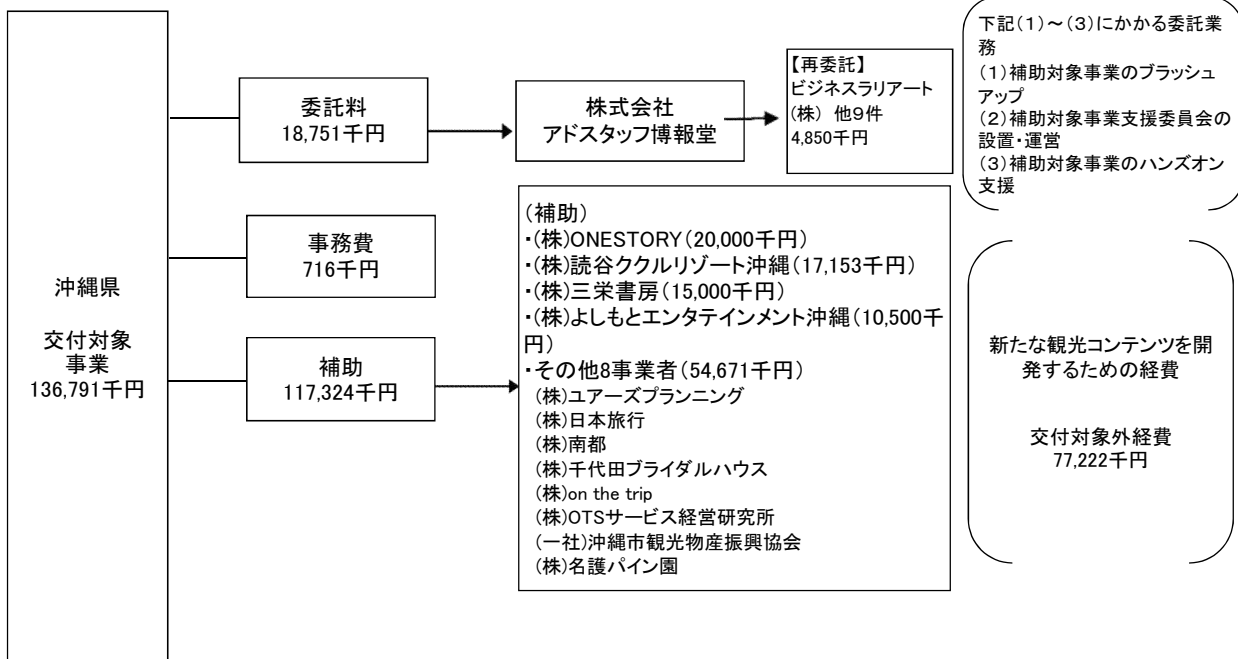 沖縄県
交付対象
事業
136,791千円
委託料
18,751千円
株式会社
アドスタッフ博報堂
【再委託】
ビジネスラリアート
(株) 他9件
4,850千円
下記(1)～(3)にかかる委託業
務
(1)補助対象事業のブラッシュ
アップ
(2)補助対象事業支援委員会の
設置・運営
(3)補助対象事業のハンズオン
支援
事務費
716千円
補助
117,324千円
(補助)
・(株)ONESTORY(20,000千円)
・(株)読谷ククルリゾート沖縄(17,153千円)
・(株)三栄書房(15,000千円)
・(株)よしもとエンタテインメント沖縄(10,500千
円)
・その他8事業者(54,671千円)
(株)ユアーズプランニング
(株)日本旅行
(株)南都
(株)千代田ブライダルハウス
(株)on the trip
(株)OTSサービス経営研究所
(一社)沖縄市観光物産振興協会
(株)名護パイン園
新たな観光コンテンツを開
発するための経費
交付対象外経費
77,222千円